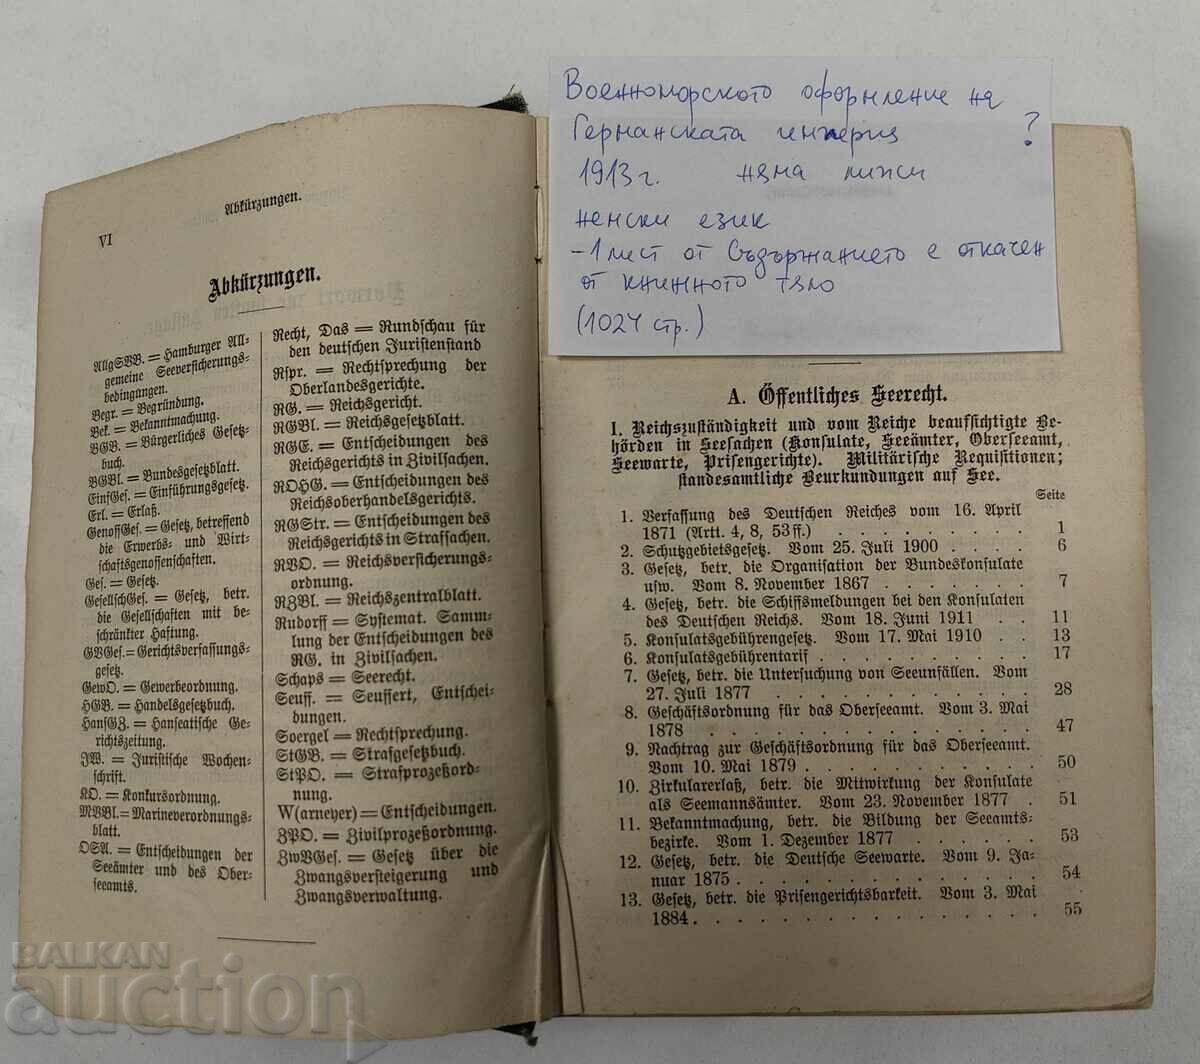 Abkürzungen.
VI
Abkürzungen.
AllgSVB. = Hamburger All-
gemeine Seeversicherungs-
bedingungen.
Begr. = Begründung.
Bek. = Bekanntmachung.
BGB. = Bürgerliches Gesetz-
buch.
BGBl. = Bundesgesetzblatt.
EinfGes. = Einführungsgesetz.
Erl. = Erlaß.
GenossGes. = Gesetz, betreffend
die Erwerbs- und Wirt-
schaftsgenossenschaften.
Ges. = Gesetz.
GesellschGes. = Gesetz, betr.
die Gesellschaften mit be-
schränkter Haftung.
GVGes. = Gerichtsverfassungs-
gesetz.
GewO. = Gewerbeordnung.
HGB. = Handelsgesetzbuch.
HansGZ. = Hanseatische Ge-
richtszeitung.
JW. = Juristische Wochen-
schrift.
KO. = Konkursordnung.
MVBl. = Marineverordnungs-
blatt.
OSA. = Entscheidungen der
Seeämter und des Ober-
seeamts.
Recht, Das = Rundschau für
den deutschen Juristenstand
Rspr. = Rechtsprechung der
Oberlandesgerichte.
RG. = Reichsgericht.
RGBl. = Reichsgesetzblatt.
RGE. = Entscheidungen des
Reichsgerichts in Zivilsachen.
ROHG. = Entscheidungen des
Reichsoberhandelsgerichts.
RGStr. = Entscheidungen des
Reichsgerichts in Strafsachen.
RVO. = Reichsversicherungs-
ordnung.
RZBl. = Reichszentralblatt.
Rudorff = Systemat. Samm-
lung der Entscheidungen des
RG. in Zivilsachen.
Schaps = Seerecht.
Seuff. = Seuffert, Entschei-
dungen.
Soergel = Rechtsprechung.
StGB. = Strafgesetzbuch.
StPO. = Strafprozeßord-
nung.
W(arneyer) = Entscheidungen.
ZPO. = Zivilprozeßordnung.
ZwVGes. = Gesetz über die
Zwangsversteigerung und
Zwangsverwaltung.
Военноморското оформление на
Германската империя ?
1913г. няма липси
немски език
- 1 лист от съдържанието е откачен
от книжното тяло
(1024 стр.)
A. Öffentliches Seerecht.
I. Reichszuständigkeit und vom Reiche beaufsichtigte Be-
hörden in Seesachen (Konsulate, Seeämter, Oberseeamt,
Seewarte, Prisengerichte). Militärische Requisitionen;
standesamtliche Beurkundungen auf See.
Seite
1. Verfassung des Deutschen Reiches vom 16. April
1871 (Artt. 4, 8, 53 ff.) . . . . . . . . . . 1
2. Schutzgebietsgesetz. Vom 25. Juli 1900 . . . . 6
3. Gesetz, betr. die Organisation der Bundeskonsulate
usw. Vom 8. November 1867 . . . . . . . . 7
4. Gesetz, betr. die Schiffsmeldungen bei den Konsulaten
des Deutschen Reichs. Vom 18. Juni 1911 . . 11
5. Konsulatsgebührengesetz. Vom 17. Mai 1910 . . 13
6. Konsulatsgebührentarif . . . . . . . . . . 17
7. Gesetz, betr. die Untersuchung von Seeunfällen. Vom
27. Juli 1877 . . . . . . . . . . . . . 28
8. Geschäftsordnung für das Oberseeamt. Vom 3. Mai
1878 . . . . . . . . . . . . . . . . 47
9. Nachtrag zur Geschäftsordnung für das Oberseeamt.
Vom 10. Mai 1879 . . . . . . . . . . . 50
10. Zirkularerlaß, betr. die Mitwirkung der Konsulate
als Seemannsämter. Vom 23. November 1877 . 51
11. Bekanntmachung, betr. die Bildung der Seeamts-
bezirke. Vom 1. Dezember 1877 . . . . . . 53
12. Gesetz, betr. die Deutsche Seewarte. Vom 9. Ja-
nuar 1875 . . . . . . . . . . . . . . 54
13. Gesetz, betr. die Prisengerichtsbarkeit. Vom 3. Mai
1884 . . . . . . . . . . . . . . . . 55
BALKAN
auction